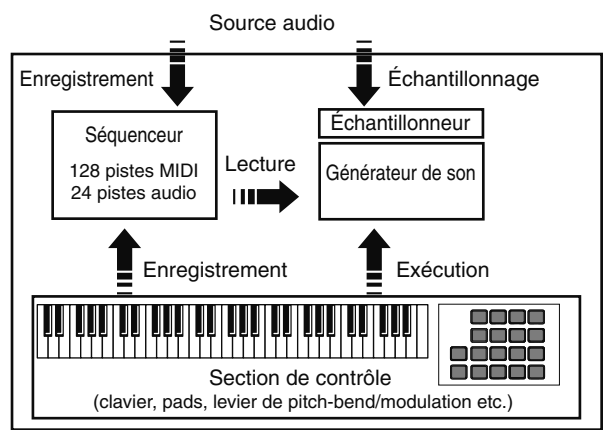 Source audio
Enregistrement
Échantillonnage
Séquenceur
128 pistes MIDI
24 pistes audio
Lecture
Échantillonneur
Générateur de son
Enregistrement
Exécution
Section de contrôle
(clavier, pads, levier de pitch-bend/modulation etc.)